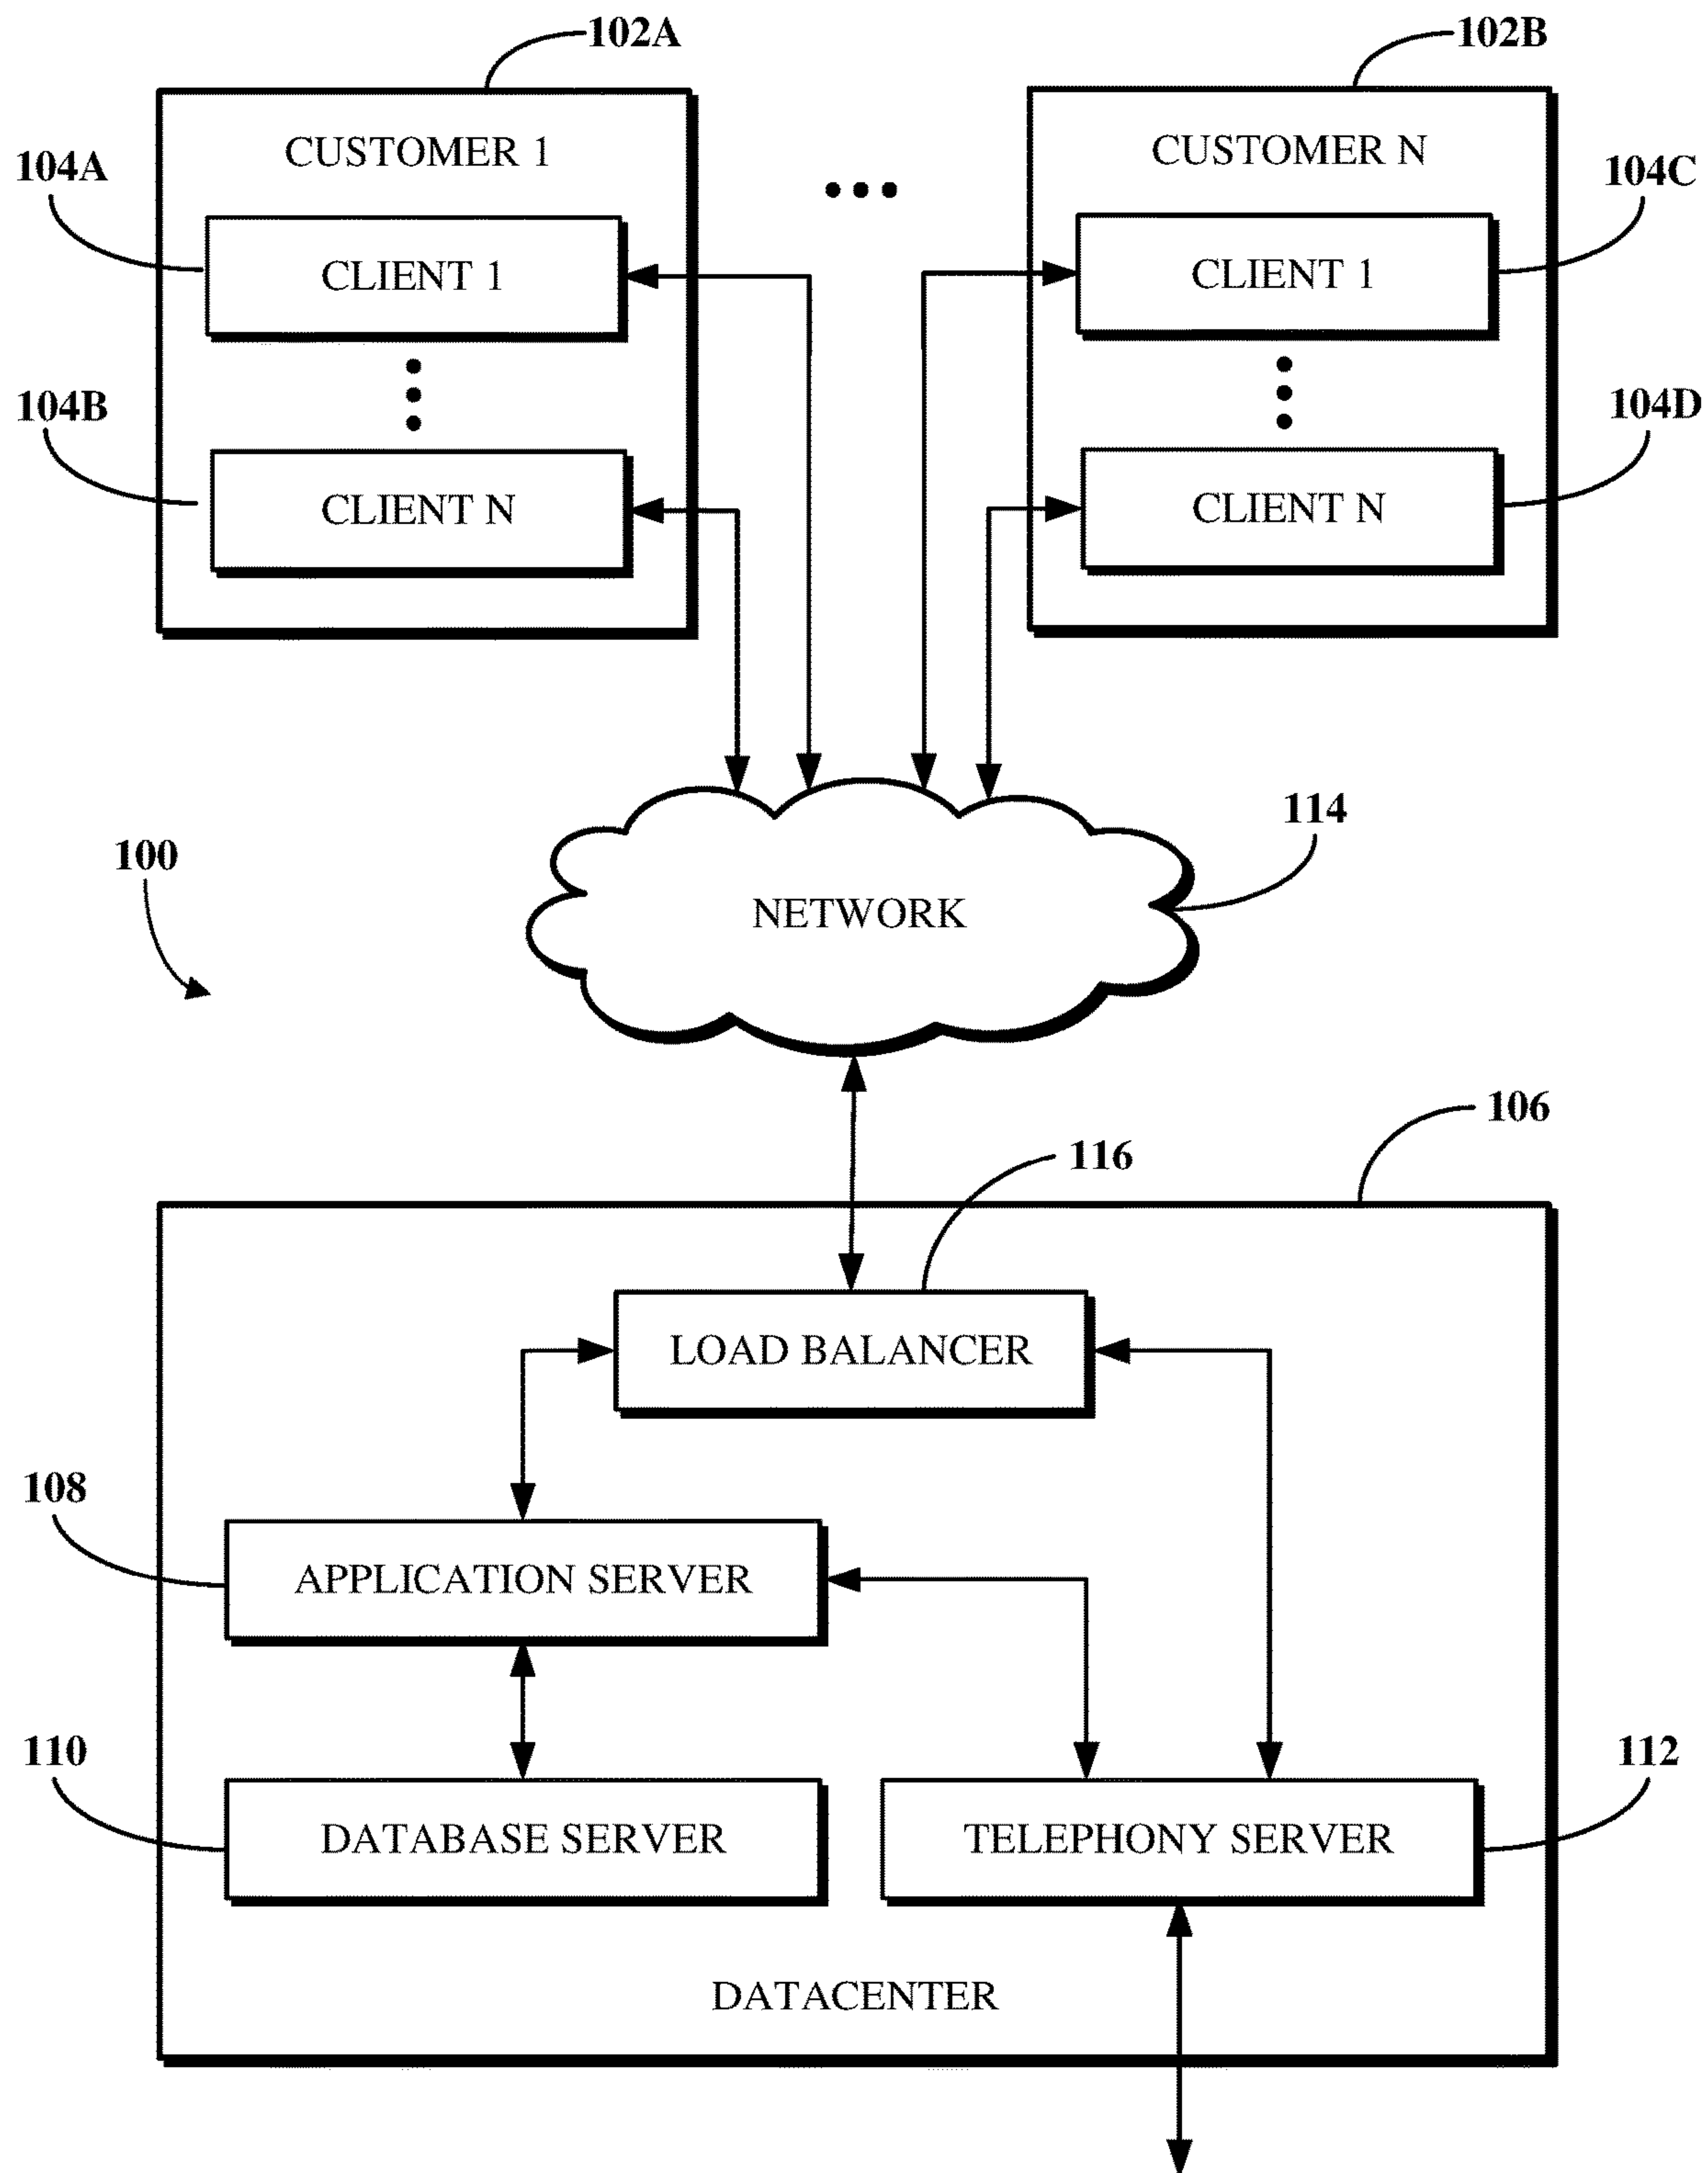 102A
102B
CUSTOMER 1
CUSTOMER N
104A
104C
CLIENT 1
CLIENT 1
104B
104D
CLIENT N
CLIENT N
114
100
NETWORK
106
116
LOAD BALANCER
108
APPLICATION SERVER
110
112
DATABASE SERVER
TELEPHONY SERVER
DATACENTER